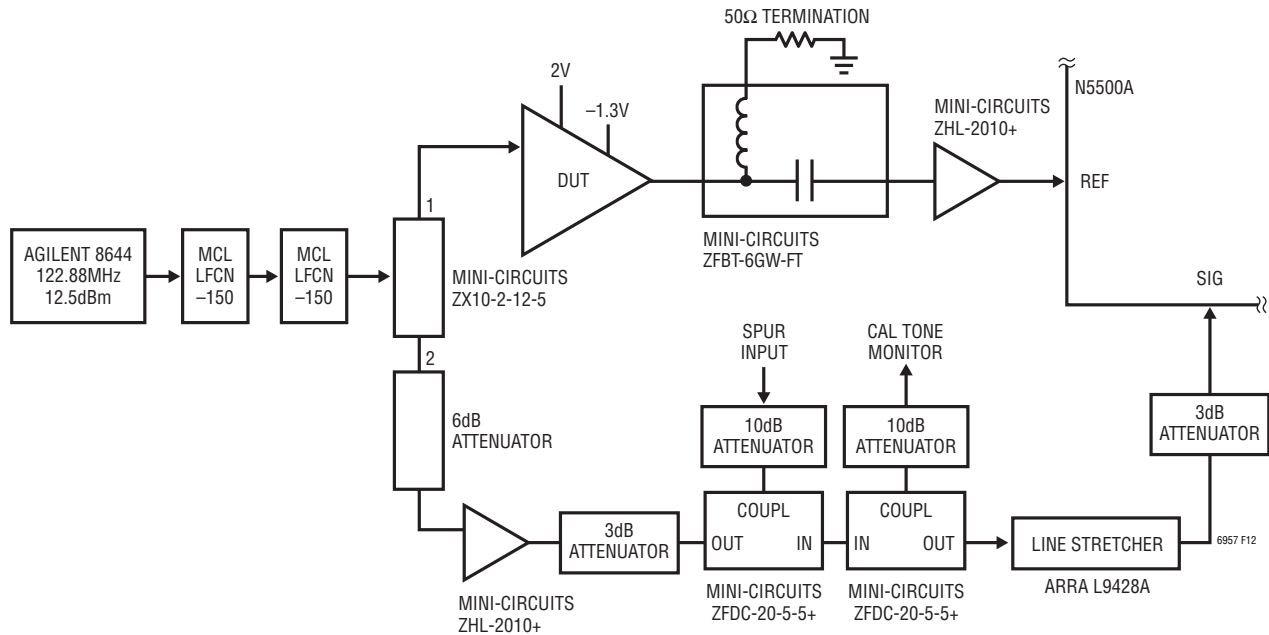 50Ω TERMINATION
2V
–1.3V
DUT
MINI-CIRCUITS
ZFBT-6GW-FT
MINI-CIRCUITS
ZHL-2010+
N5500A
REF
SIG
AGILENT 8644
122.88MHz
12.5dBm
MCL
LFCN
–150
MCL
LFCN
–150
1
MINI-CIRCUITS
ZX10-2-12-5
2
6dB
ATTENUATOR
MINI-CIRCUITS
ZHL-2010+
3dB
ATTENUATOR
SPUR
INPUT
10dB
ATTENUATOR
COUPL
OUT
IN
MINI-CIRCUITS
ZFDC-20-5-5+
CAL TONE
MONITOR
10dB
ATTENUATOR
COUPL
IN
OUT
MINI-CIRCUITS
ZFDC-20-5-5+
LINE STRETCHER
ARRA L9428A
3dB
ATTENUATOR
6957 F12